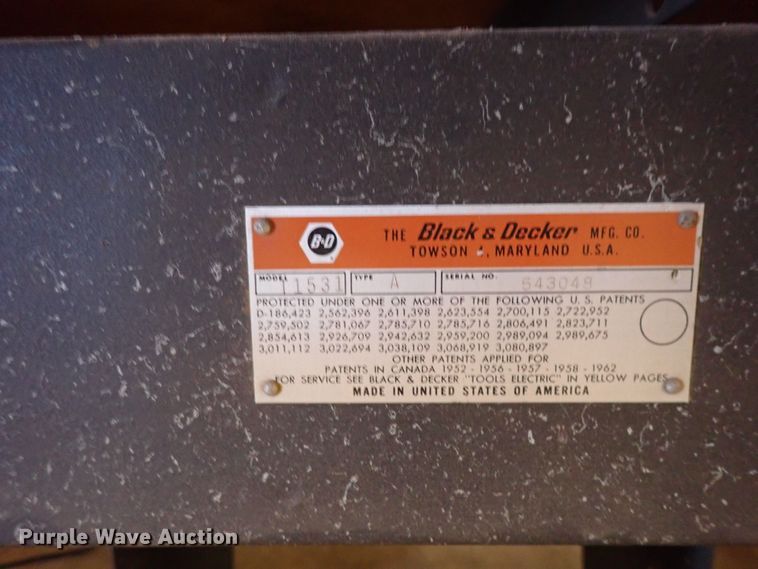 B&D
THE Black & Decker MFG. CO.
TOWSON 4, MARYLAND U.S.A.
MODEL 11531 TYPE A SERIAL NO. 543049
PROTECTED UNDER ONE OR MORE OF THE FOLLOWING U.S. PATENTS
D-186,423 2,562,396 2,611,398 2,623,554 2,700,115 2,722,952
2,759,502 2,781,067 2,785,710 2,785,716 2,806,491 2,823,711
2,854,613 2,926,709 2,942,632 2,959,200 2,989,094 2,989,675
3,011,112 3,022,694 3,038,109 3,068,919 3,080,897
OTHER PATENTS APPLIED FOR
PATENTS IN CANADA 1952 - 1956 - 1957 - 1958 - 1962
FOR SERVICE SEE BLACK & DECKER "TOOLS ELECTRIC" IN YELLOW PAGES
MADE IN UNITED STATES OF AMERICA
Purple Wave Auction